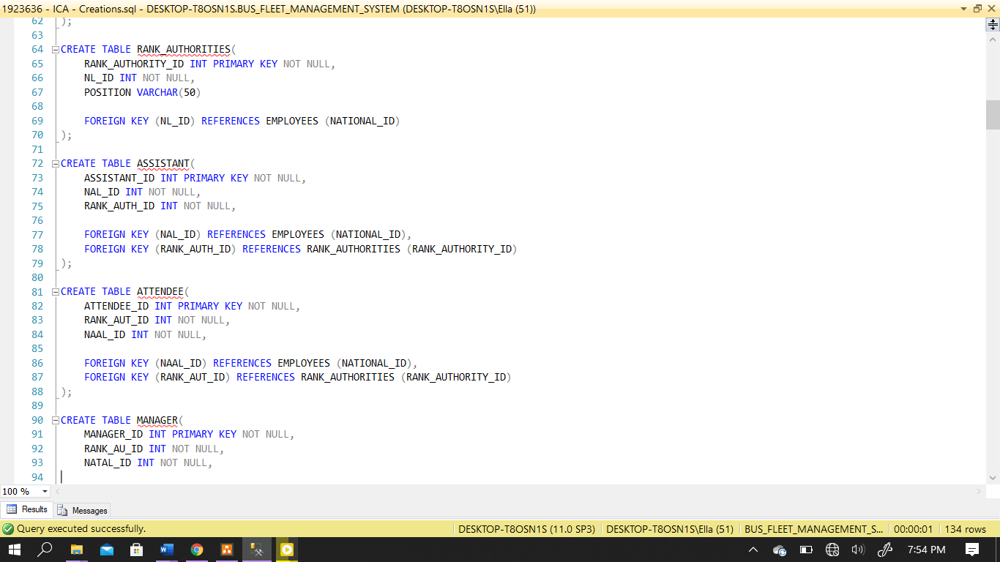 1923636 - ICA - Creations.sql - DESKTOP-T8OSN1S.BUS_FLEET_MANAGEMENT_SYSTEM (DESKTOP-T8OSN1S\Ella (51))
62 );
63
64 CREATE TABLE RANK_AUTHORITIES(
65 RANK_AUTHORITY_ID INT PRIMARY KEY NOT NULL,
66 NL_ID INT NOT NULL,
67 POSITION VARCHAR(50)
68
69 FOREIGN KEY (NL_ID) REFERENCES EMPLOYEES (NATIONAL_ID)
70 );
71
72 CREATE TABLE ASSISTANT(
73 ASSISTANT_ID INT PRIMARY KEY NOT NULL,
74 NAL_ID INT NOT NULL,
75 RANK_AUTH_ID INT NOT NULL,
76
77 FOREIGN KEY (NAL_ID) REFERENCES EMPLOYEES (NATIONAL_ID),
78 FOREIGN KEY (RANK_AUTH_ID) REFERENCES RANK_AUTHORITIES (RANK_AUTHORITY_ID)
79 );
80
81 CREATE TABLE ATTENDEE(
82 ATTENDEE_ID INT PRIMARY KEY NOT NULL,
83 RANK_AUT_ID INT NOT NULL,
84 NAAL_ID INT NOT NULL,
85
86 FOREIGN KEY (NAAL_ID) REFERENCES EMPLOYEES (NATIONAL_ID),
87 FOREIGN KEY (RANK_AUT_ID) REFERENCES RANK_AUTHORITIES (RANK_AUTHORITY_ID)
88 );
89
90 CREATE TABLE MANAGER(
91 MANAGER_ID INT PRIMARY KEY NOT NULL,
92 RANK_AU_ID INT NOT NULL,
93 NATAL_ID INT NOT NULL,
94
100 %
Results Messages
Query executed successfully. DESKTOP-T8OSN1S (11.0 SP3) DESKTOP-T8OSN1S\Ella (51) BUS_FLEET_MANAGEMENT_S... 00:00:01 134 rows
7:54 PM